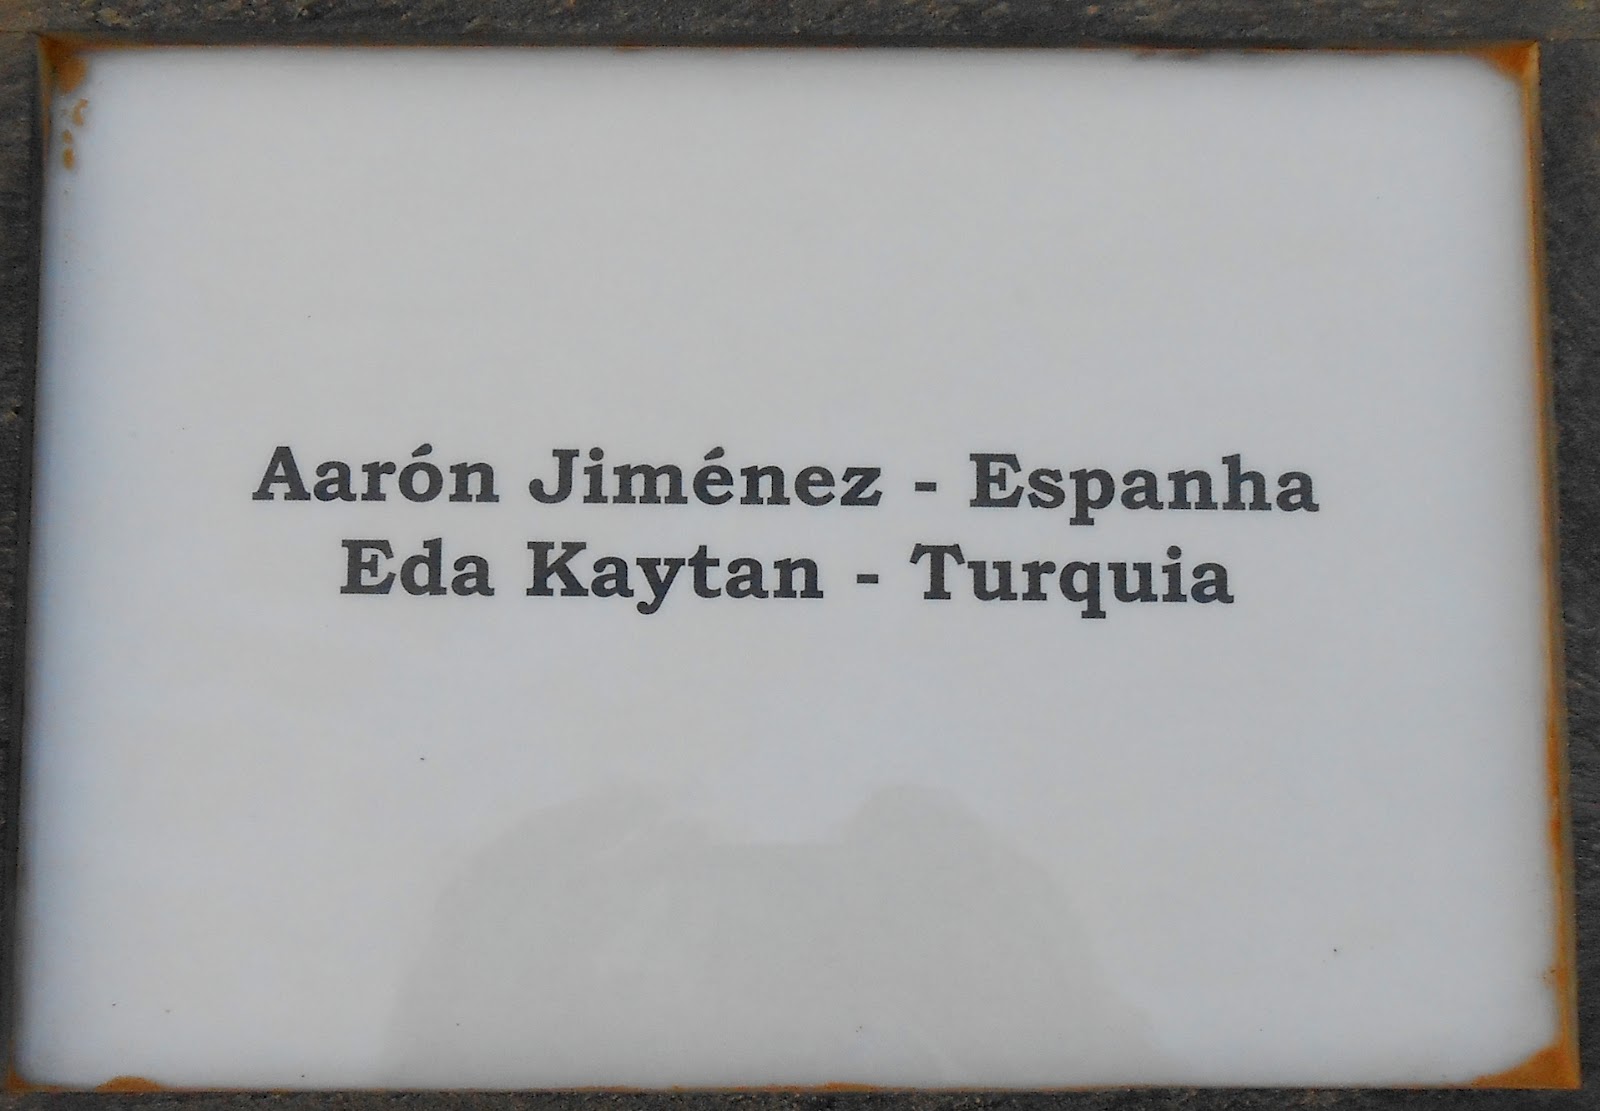 Aarón Jiménez - Espanha
Eda Kaytan - Turquia